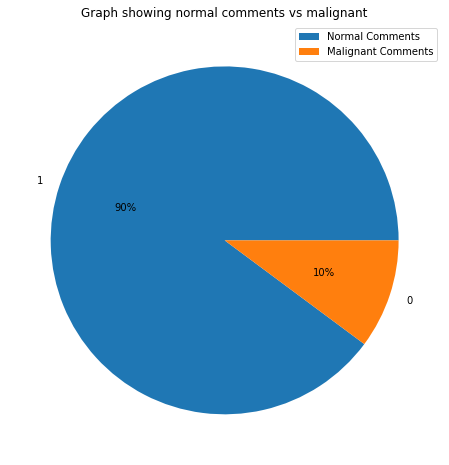 Graph showing normal comments vs malignant
Normal Comments
Malignant Comments
1
90%
10%
0